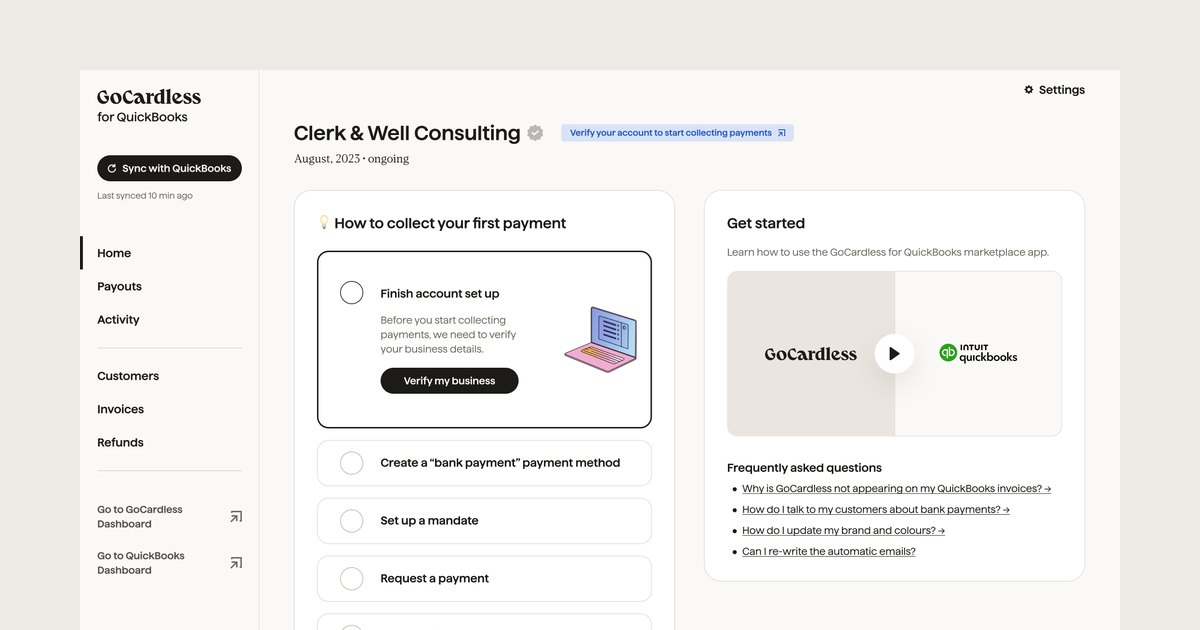 GoCardless
for QuickBooks
Sync with QuickBooks
Last synced 10 min ago
Home
Payouts
Activity
Customers
Invoices
Refunds
Go to GoCardless
Dashboard
Go to QuickBooks
Dashboard
Settings
Clerk & Well Consulting
Verify your account to start collecting payments
August, 2023 • ongoing
How to collect your first payment
Finish account set up
Before you start collecting
payments, we need to verify
your business details.
Verify my business
Create a “bank payment” payment method
Set up a mandate
Request a payment
Get started
Learn how to use the GoCardless for QuickBooks marketplace app.
GoCardless
qb INTUIT
quickbooks
Frequently asked questions
• Why is GoCardless not appearing on my QuickBooks invoices? →
• How do I talk to my customers about bank payments? →
• How do I update my brand and colours? →
• Can I re-write the automatic emails?